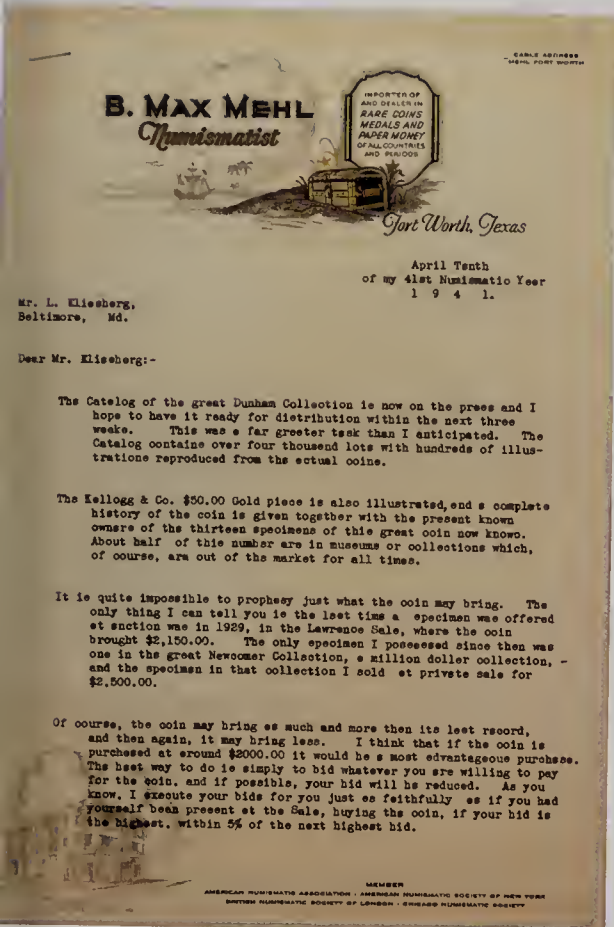 CABLE ADDRESS
MEHL FORT WORTH
B. MAX MEHL
Numismatist
IMPORTER OF
AND DEALER IN
RARE COINS
MEDALS AND
PAPER MONEY
OF ALL COUNTRIES
AND PERIODS
Fort Worth, Texas
April Tenth
of my 41st Numismatic Year
1 9 4 1.
Mr. L. Eliasberg,
Baltimore, Md.
Dear Mr. Eliasberg:-
The Catalog of the great Dunham Collection is now on the press and I
hope to have it ready for distribution within the next three
weeks. This was a far greater task than I anticipated. The
Catalog contains over four thousand lots with hundreds of illus-
trations reproduced from the actual coins.
The Kellogg & Co. $50.00 Gold piece is also illustrated, and a complete
history of the coin is given together with the present known
owners of the thirteen specimens of this great coin now known.
About half of this number are in museums or collections which,
of course, are out of the market for all times.
It is quite impossible to prophesy just what the coin may bring. The
only thing I can tell you is the last time a specimen was offered
at auction was in 1929, in the Lawrence Sale, where the coin
brought $2,150.00. The only specimen I possessed since then was
one in the great Newcomer Collection, a million dollar collection, -
and the specimen in that collection I sold at private sale for
$2,500.00.
Of course, the coin may bring as much and more than its last record,
and then again, it may bring less. I think that if the coin is
purchased at around $2000.00 it would be a most advantageous purchase.
The best way to do is simply to bid whatever you are willing to pay
for the coin, and if possible, your bid will be reduced. As you
know, I execute your bids for you just as faithfully as if you had
yourself been present at the Sale, buying the coin, if your bid is
the highest, within 5% of the next highest bid.
MEMBER
AMERICAN NUMISMATIC ASSOCIATION · AMERICAN NUMISMATIC SOCIETY OF NEW YORK
BRITISH NUMISMATIC SOCIETY OF LONDON · CHICAGO NUMISMATIC SOCIETY